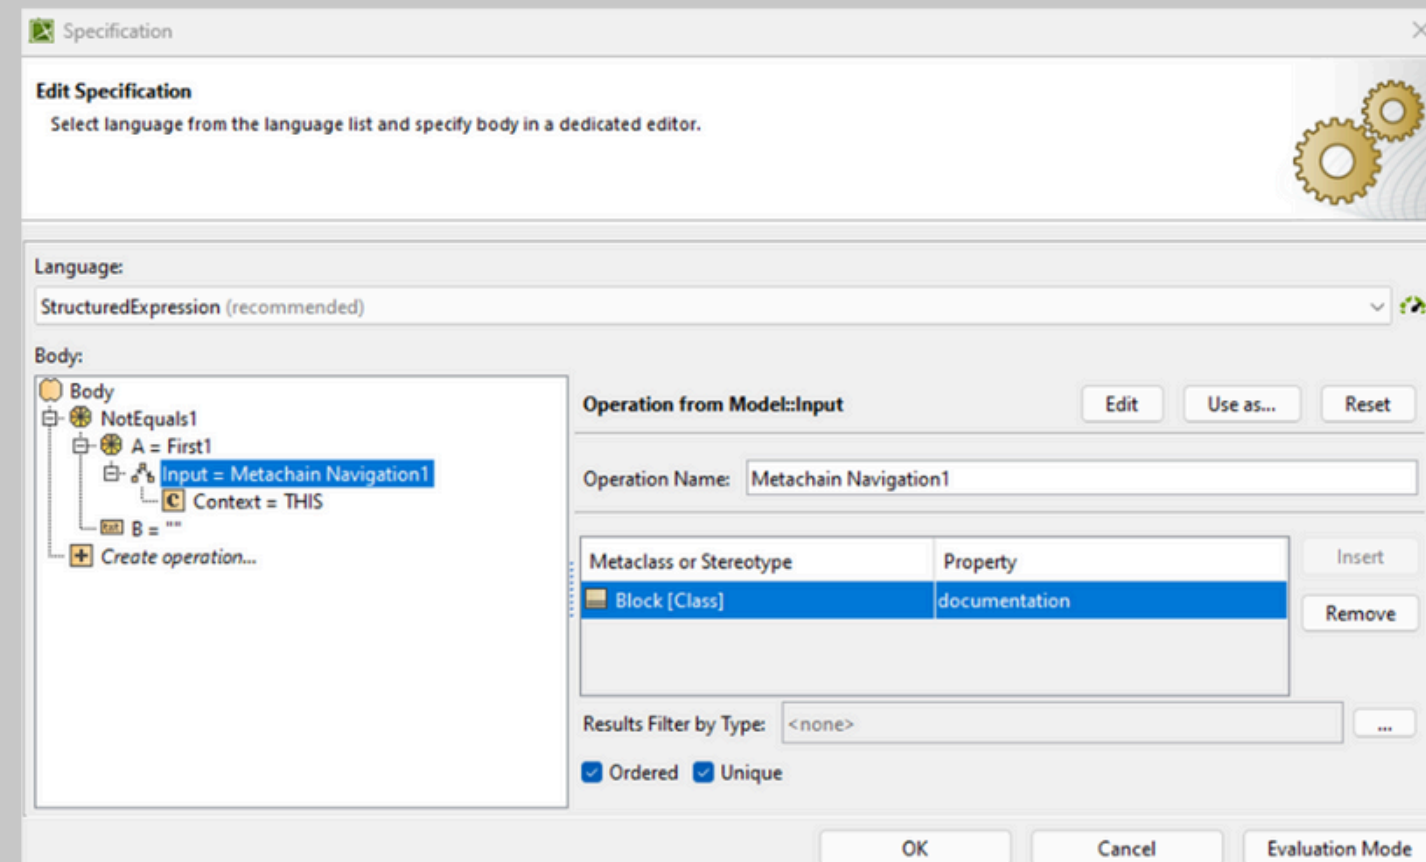 Specification
Edit Specification
Select language from the language list and specify body in a dedicated editor.
Language:
StructuredExpression (recommended)
Body:
Body
NotEquals1
A = First1
Input = Metachain Navigation1
C Context = THIS
txt B = ""
Create operation...
Operation from Model::Input
Edit
Use as...
Reset
Operation Name: Metachain Navigation1
Metaclass or Stereotype Property
Block [Class] documentation
Insert
Remove
Results Filter by Type: <none> ...
Ordered Unique
OK Cancel Evaluation Mode